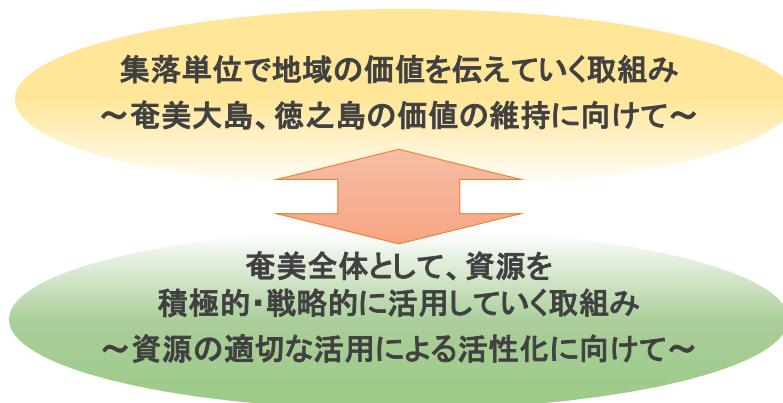 集落単位で地域の価値を伝えていく取組み
～奄美大島、徳之島の価値の維持に向けて～
奄美全体として、資源を
積極的・戦略的に活用していく取組み
～資源の適切な活用による活性化に向けて～